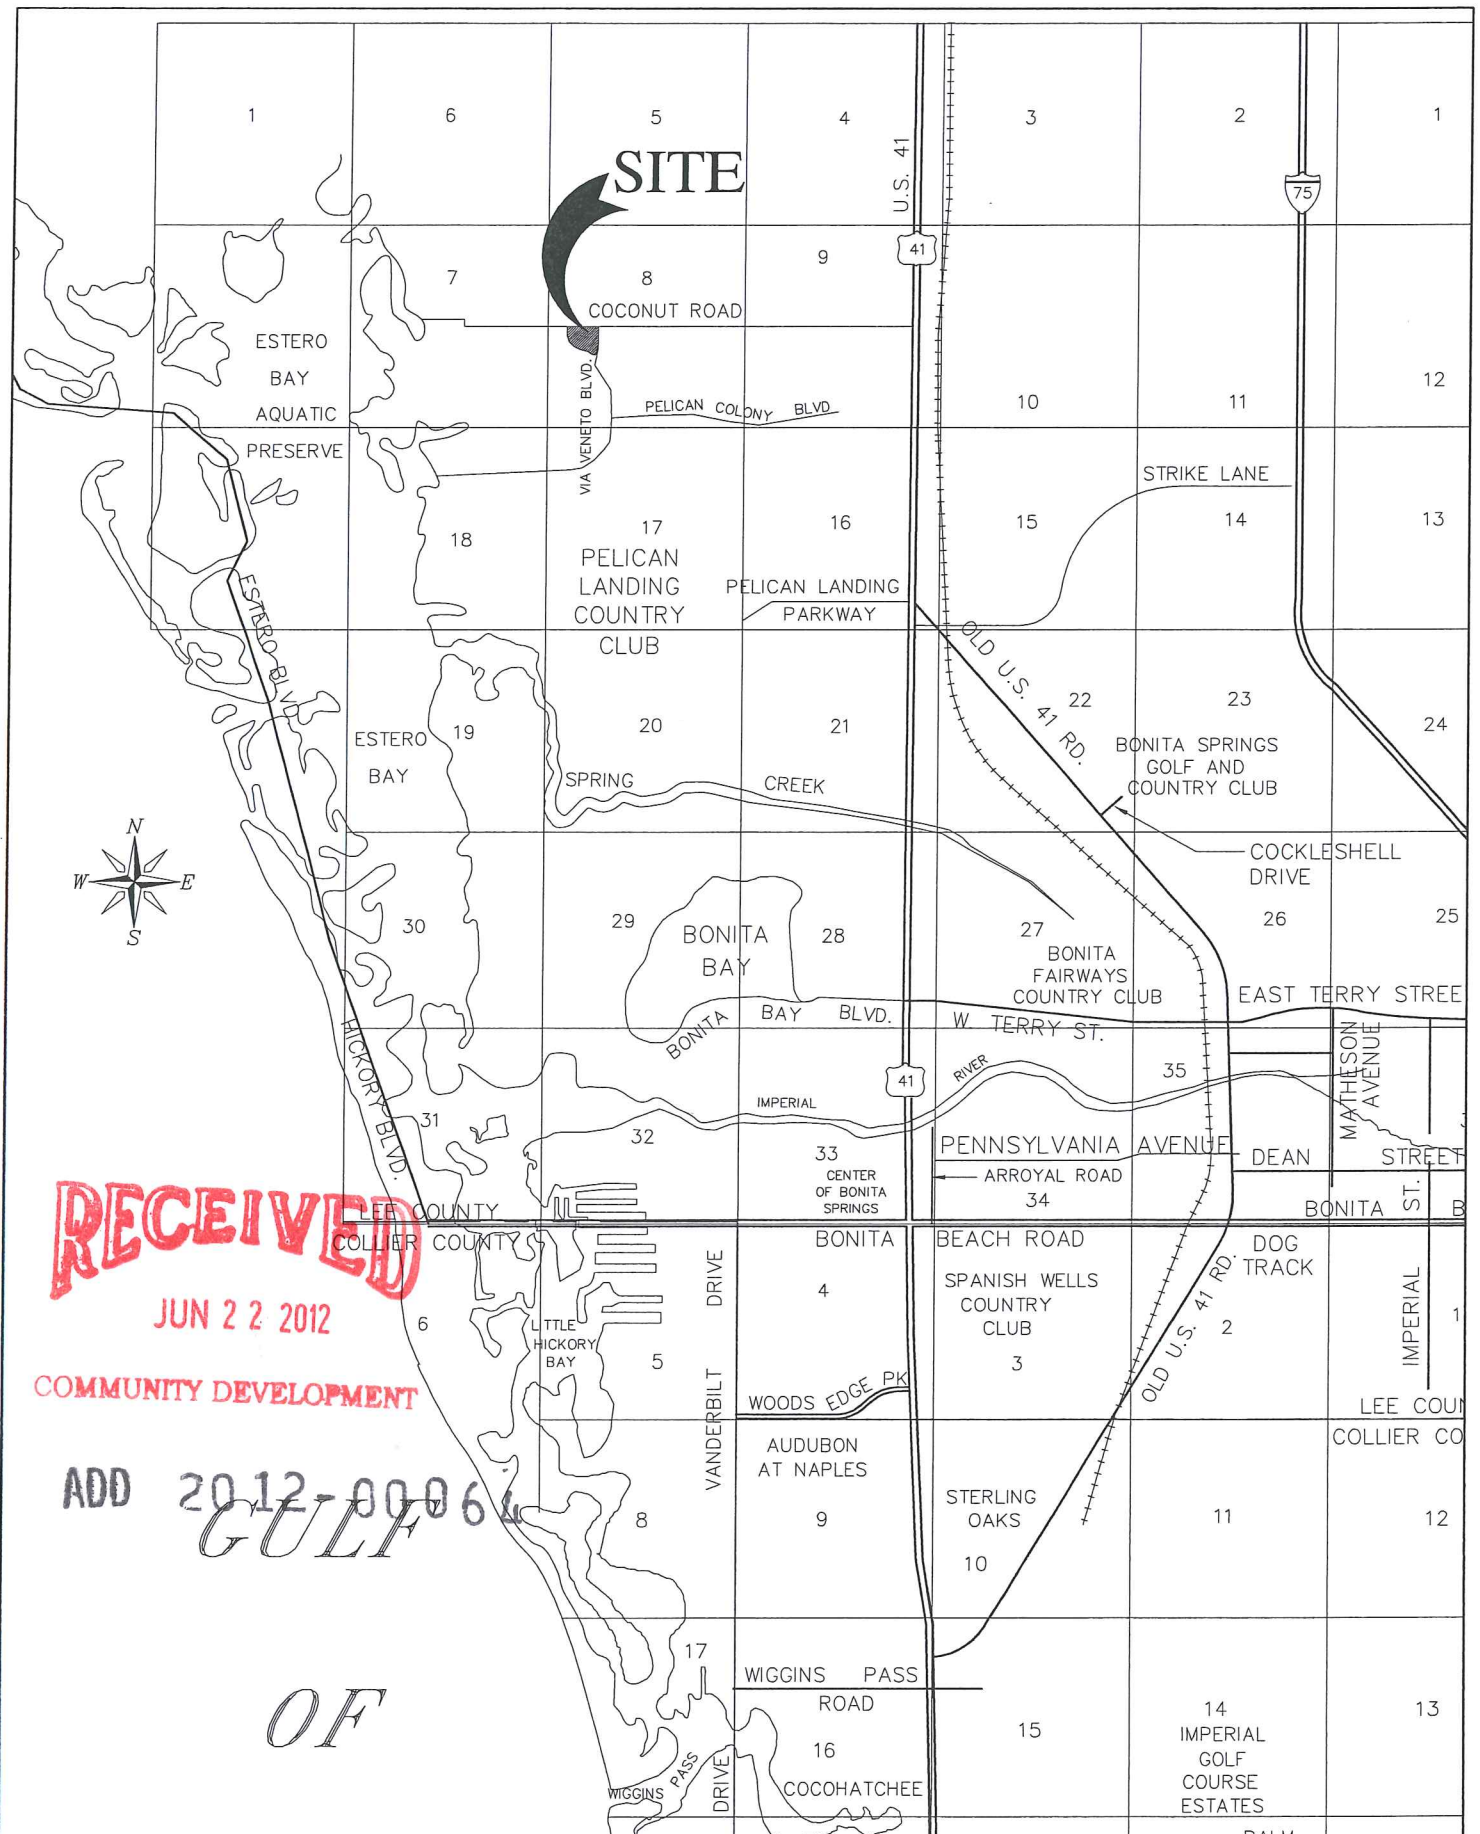 1
6
5
4
3
2
1
SITE
U.S. 41
75
41
7
8
9
COCONUT ROAD
ESTERO
BAY
AQUATIC
PRESERVE
VIA VENETO BLVD.
PELICAN COLONY BLVD
10
11
12
STRIKE LANE
18
17
16
15
14
13
PELICAN
LANDING
COUNTRY
CLUB
PELICAN LANDING
PARKWAY
ESTERO BLVD
OLD U.S. 41 RD.
22
23
24
19
20
21
ESTERO
BAY
BONITA SPRINGS
GOLF AND
COUNTRY CLUB
SPRING CREEK
N
W E
S
COCKLESHELL
DRIVE
30
29
28
27
26
25
BONITA
BAY
BONITA
FAIRWAYS
COUNTRY CLUB
BONITA BAY BLVD.
W. TERRY ST.
EAST TERRY STREE
HICKORY BLVD.
MATHESON
AVENUE
41
RIVER
35
IMPERIAL
31
32
33
CENTER
OF BONITA
SPRINGS
PENNSYLVANIA AVENUE
ARROYAL ROAD
34
DEAN STREET
RECEIVED
LEE COUNTY
COLLIER COUNTY
BONITA B
BONITA BEACH ROAD
IMPERIAL ST.
DOG
TRACK
JUN 22 2012
COMMUNITY DEVELOPMENT
6
LITTLE
HICKORY
BAY
5
4
VANDERBILT DRIVE
SPANISH WELLS
COUNTRY
CLUB
3
OLD U.S. 41 RD.
2
1
WOODS EDGE PK
LEE COUN
COLLIER CO
AUDUBON
AT NAPLES
ADD 2012-00064
GULF
8
9
STERLING
OAKS
10
11
12
17
WIGGINS PASS
ROAD
OF
16
15
14
13
IMPERIAL
GOLF
COURSE
ESTATES
WIGGINS PASS
DRIVE
COCOHATCHEE